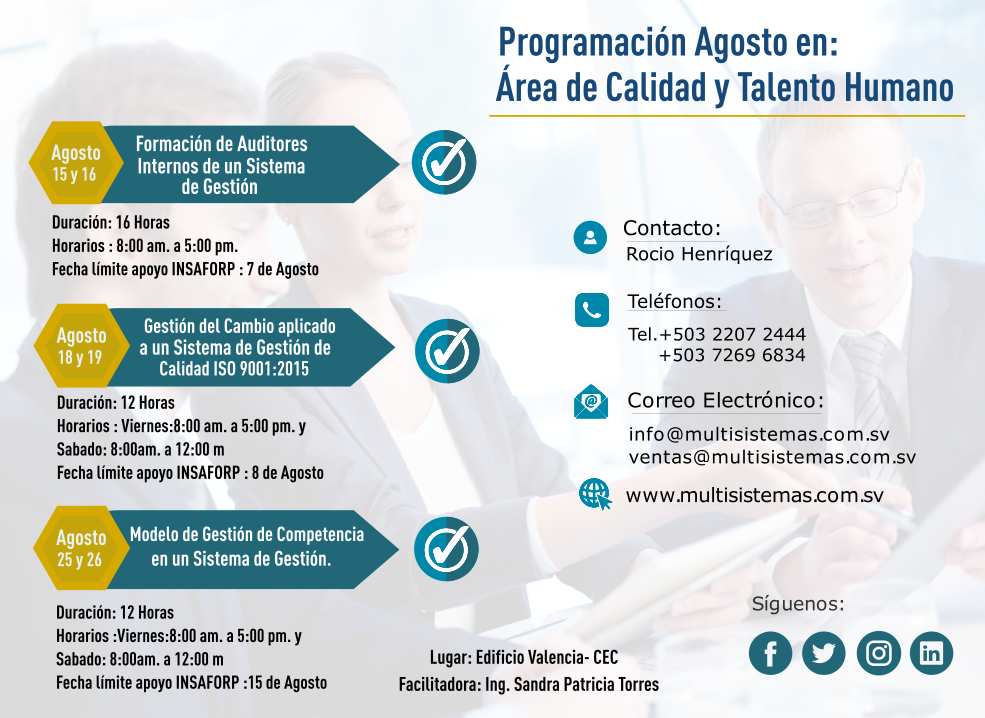 Programación Agosto en:
Área de Calidad y Talento Humano
Agosto
15 y 16
Formación de Auditores
Internos de un Sistema
de Gestión
Duración: 16 Horas
Horarios : 8:00 am. a 5:00 pm.
Fecha límite apoyo INSAFORP : 7 de Agosto
Agosto
18 y 19
Gestión del Cambio aplicado
a un Sistema de Gestión de
Calidad ISO 9001:2015
Duración: 12 Horas
Horarios : Viernes:8:00 am. a 5:00 pm. y
Sabado: 8:00am. a 12:00 m
Fecha límite apoyo INSAFORP : 8 de Agosto
Agosto
25 y 26
Modelo de Gestión de Competencia
en un Sistema de Gestión.
Duración: 12 Horas
Horarios :Viernes:8:00 am. a 5:00 pm. y
Sabado: 8:00am. a 12:00 m
Fecha límite apoyo INSAFORP :15 de Agosto
Contacto:
Rocio Henríquez
Teléfonos:
Tel.+503 2207 2444
+503 7269 6834
Correo Electrónico:
info@multisistemas.com.sv
ventas@multisistemas.com.sv
www.multisistemas.com.sv
Síguenos:
Lugar: Edificio Valencia- CEC
Facilitadora: Ing. Sandra Patricia Torres